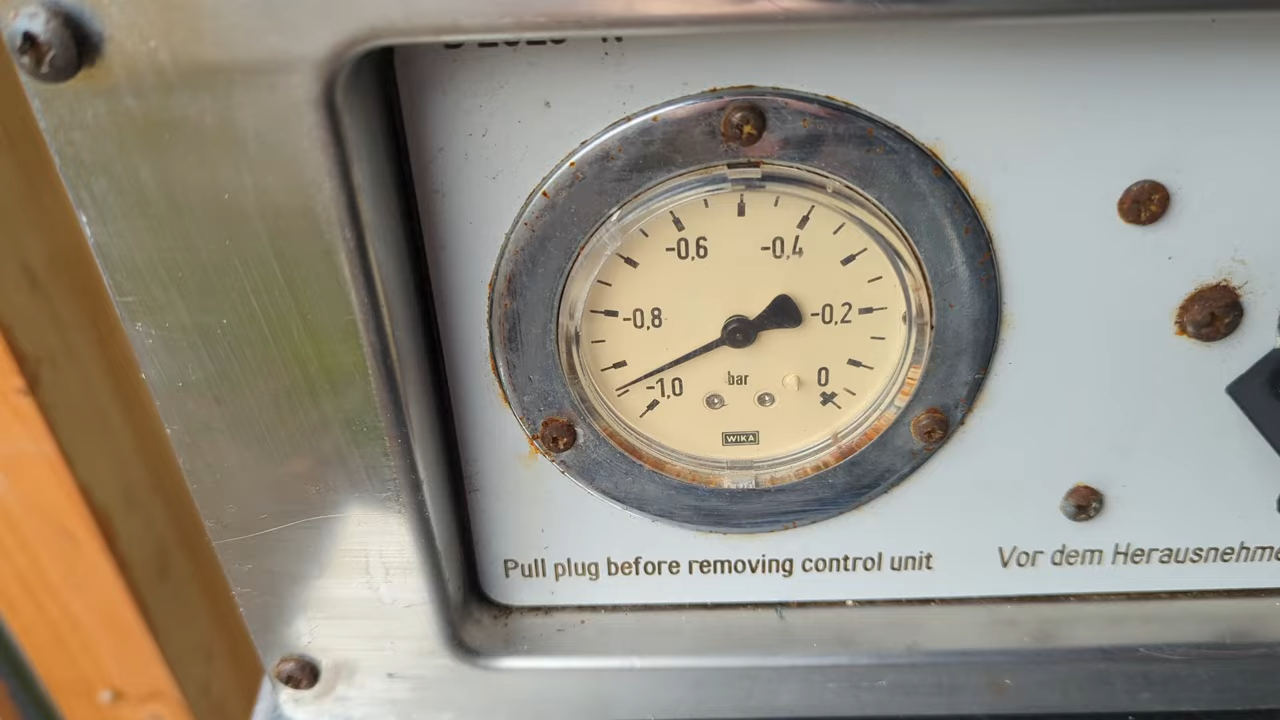 -0,6 -0,4
-0,8 -0,2
-1,0 bar 0
WIKA
Pull plug before removing control unit
Vor dem